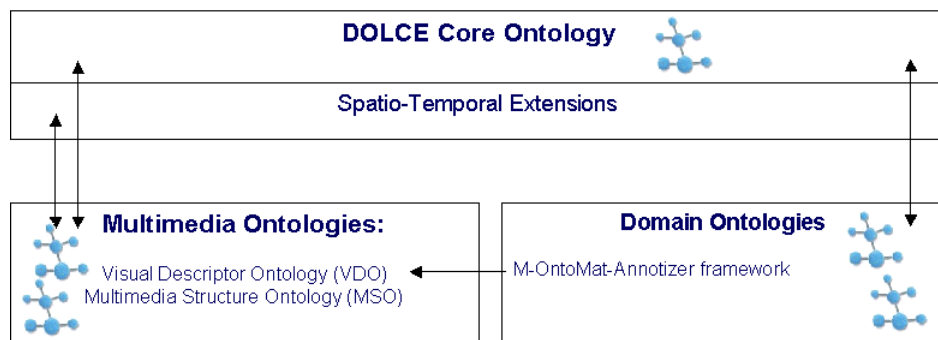 DOLCE Core Ontology
Spatio-Temporal Extensions
Multimedia Ontologies:
Visual Descriptor Ontology (VDO)
Multimedia Structure Ontology (MSO)
Domain Ontologies
M-OntoMat-Annotizer framework